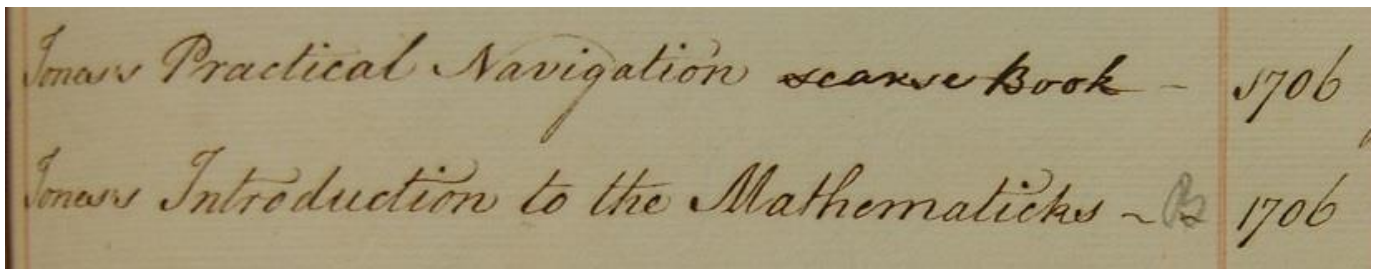 Jones's Practical Navigation scarse Book - 1706
Jones's Introduction to the Mathematicks - B 1706